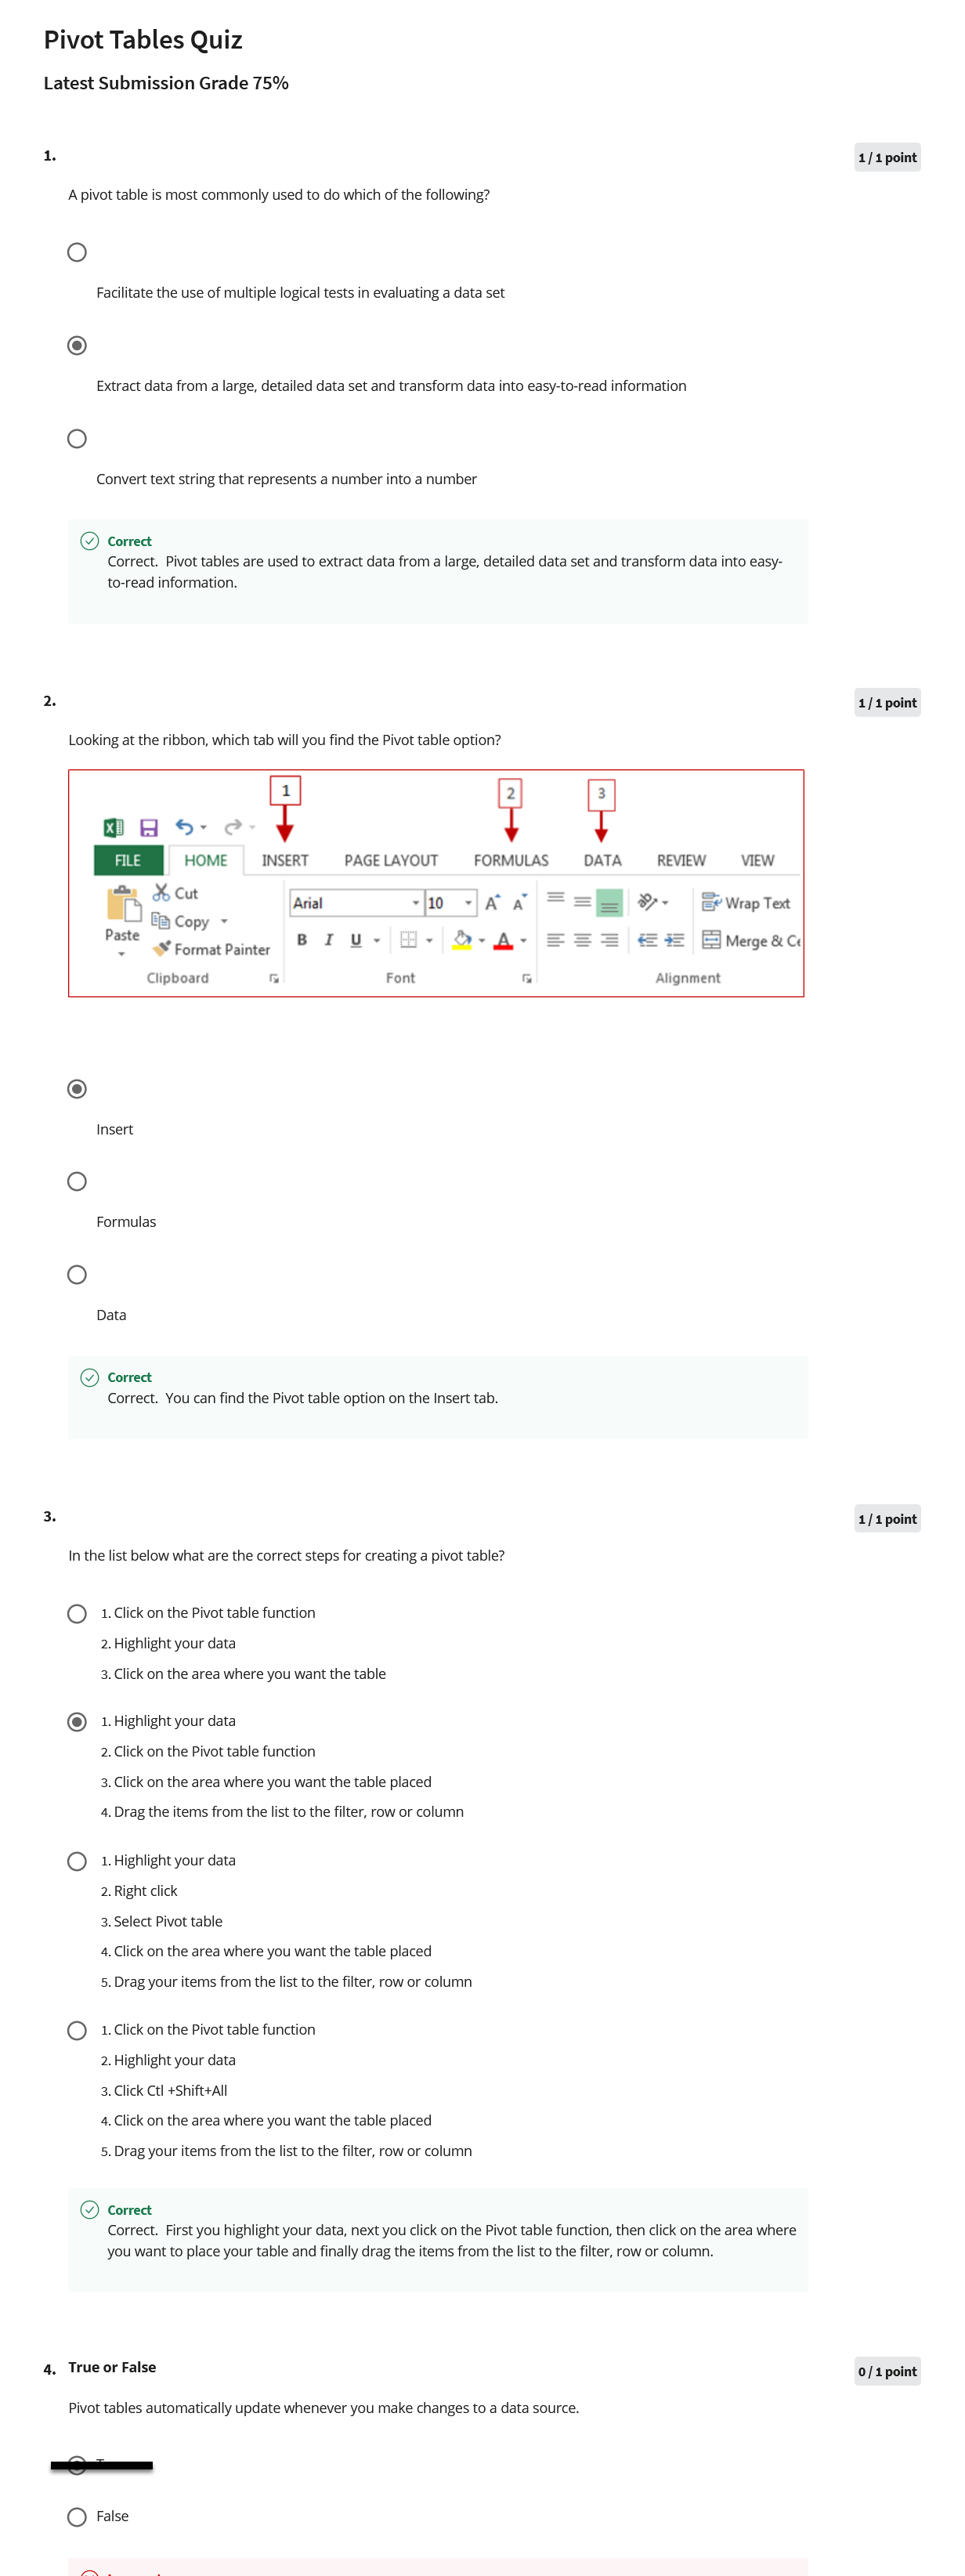 Pivot Tables Quiz
Latest Submission Grade 75%
1.
1 / 1 point
A pivot table is most commonly used to do which of the following?
Facilitate the use of multiple logical tests in evaluating a data set
Extract data from a large, detailed data set and transform data into easy-to-read information
Convert text string that represents a number into a number
Correct
Correct. Pivot tables are used to extract data from a large, detailed data set and transform data into easy-
to-read information.
2.
1 / 1 point
Looking at the ribbon, which tab will you find the Pivot table option?
1
2
3
FILE HOME INSERT PAGE LAYOUT FORMULAS DATA REVIEW VIEW
Cut
Arial 10 A A Wrap Text
Copy
Paste
B I U A Merge & Ce
Format Painter
Clipboard Font Alignment
Insert
Formulas
Data
Correct
Correct. You can find the Pivot table option on the Insert tab.
3.
1 / 1 point
In the list below what are the correct steps for creating a pivot table?
1. Click on the Pivot table function
2. Highlight your data
3. Click on the area where you want the table
1. Highlight your data
2. Click on the Pivot table function
3. Click on the area where you want the table placed
4. Drag the items from the list to the filter, row or column
1. Highlight your data
2. Right click
3. Select Pivot table
4. Click on the area where you want the table placed
5. Drag your items from the list to the filter, row or column
1. Click on the Pivot table function
2. Highlight your data
3. Click Ctl +Shift+All
4. Click on the area where you want the table placed
5. Drag your items from the list to the filter, row or column
Correct
Correct. First you highlight your data, next you click on the Pivot table function, then click on the area where
you want to place your table and finally drag the items from the list to the filter, row or column.
4. True or False
0 / 1 point
Pivot tables automatically update whenever you make changes to a data source.
False